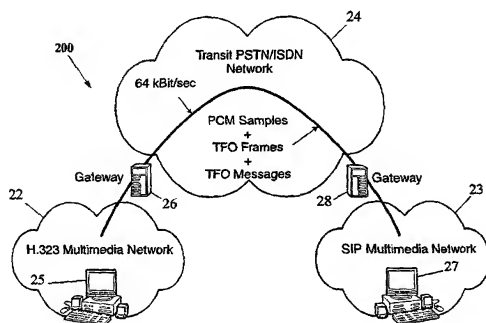 24
200
Transit PSTN/ISDN
Network
64 kBit/sec
PCM Samples
+
TFO Frames
+
TFO Messages
Gateway
26
Gateway
28
22
23
H.323 Multimedia Network
25
SIP Multimedia Network
27